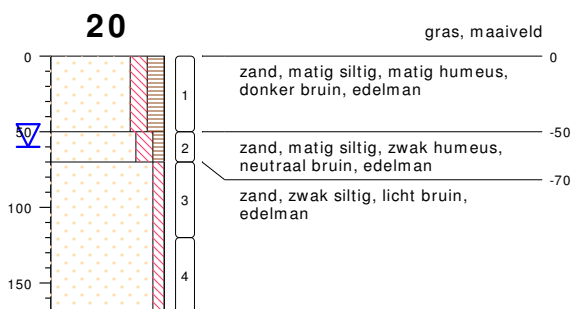 20
gras, maaiveld
0
0
zand, matig siltig, matig humeus,
donker bruin, edelman
1
50
-50
zand, matig siltig, zwak humeus,
neutraal bruin, edelman
2
-70
zand, zwak siltig, licht bruin,
edelman
3
100
4
150